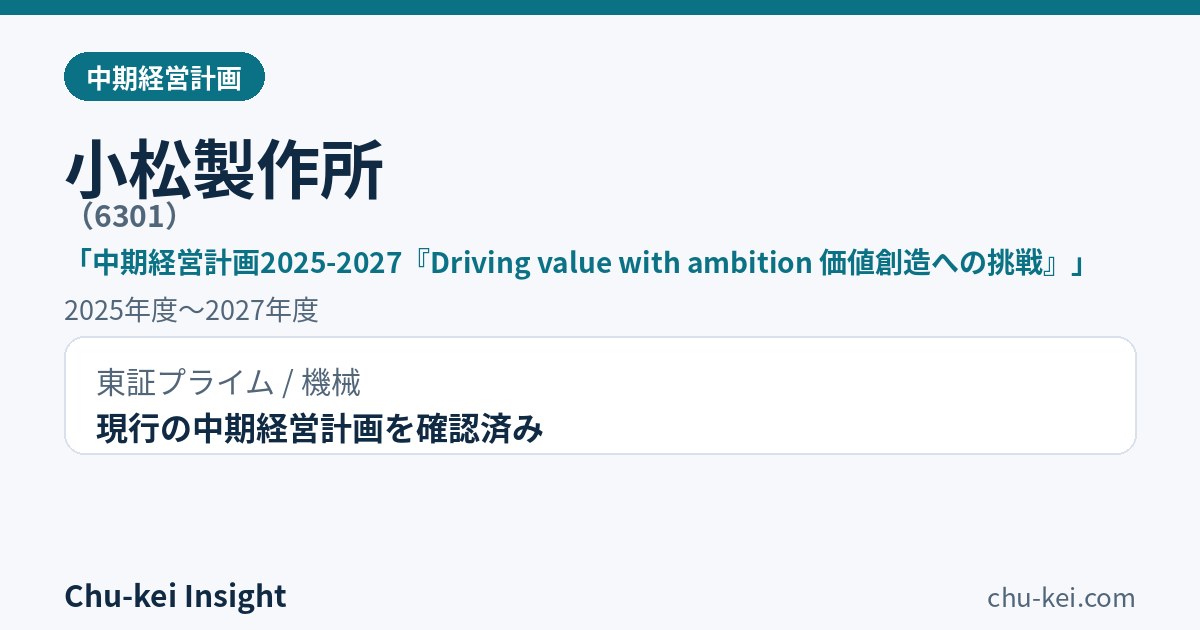 中期経営計画
小松製作所
（6301）
「中期経営計画2025-2027『Driving value with ambition 価値創造への挑戦』」
2025年度～2027年度
東証プライム / 機械
現行の中期経営計画を確認済み
Chu-kei Insight
chu-kei.com